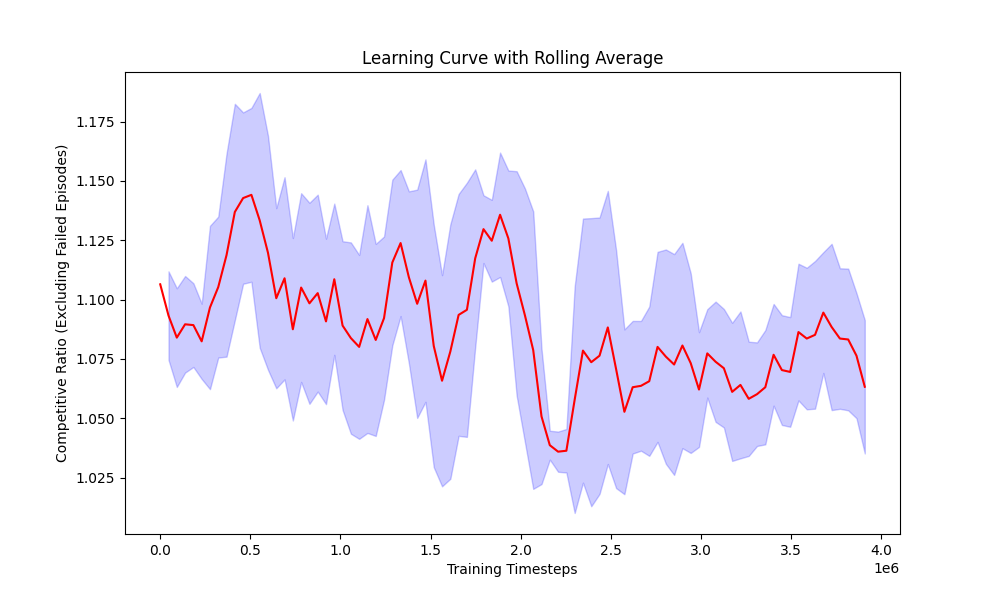 Learning Curve with Rolling Average
Competitive Ratio (Excluding Failed Episodes)
1.175
1.150
1.125
1.100
1.075
1.050
1.025
0.0 0.5 1.0 1.5 2.0 2.5 3.0 3.5 4.0
1e6
Training Timesteps